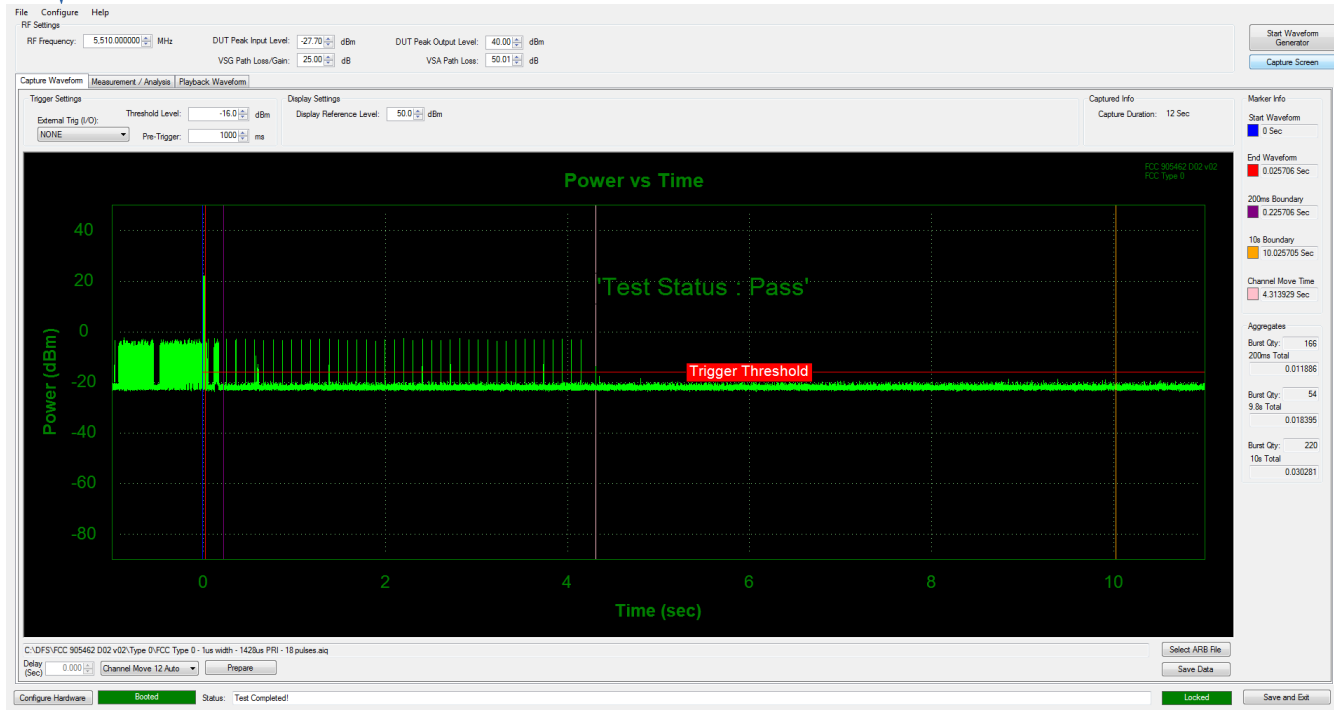 File Configure Help
RF Settings
RF Frequency: 5,510.000000 MHz DUT Peak Input Level: -27.70 dBm DUT Peak Output Level: 40.00 dBm
VSG Path Loss/Gain: 25.00 dB VSA Path Loss: 50.01 dB
Start Waveform Generator
Capture Screen
Capture Waveform Measurement / Analysis Playback Waveform
Trigger Settings
External Trig (I/O):
NONE
Threshold Level: -16.0 dBm
Pre-Trigger: 1000 ms
Display Settings
Display Reference Level: 50.0 dBm
Captured Info
Capture Duration: 12 Sec
Marker Info
Start Waveform
0 Sec
End Waveform
0.025706 Sec
200ms Boundary
0.225706 Sec
10s Boundary
10.025705 Sec
Channel Move Time
4.313929 Sec
Aggregates
Burst Qty: 166
200ms Total
0.011886
Burst Qty: 54
9.8s Total
0.018395
Burst Qty: 220
10s Total
0.030281
Power vs Time
FCC 905462 D02 v02
FCC Type 0
'Test Status : Pass'
Trigger Threshold
Power (dBm)
40
20
0
-20
-40
-60
-80
0 2 4 6 8 10
Time (sec)
C:\DFS\FCC 905462 D02 v02\Type 0\FCC Type 0 - 1us width - 1428us PRI - 18 pulses.aiq
Select ARB File
Delay (Sec) 0.000 Channel Move 12 Auto Prepare
Save Data
Configure Hardware Booted Status: Test Completed! Locked Save and Exit